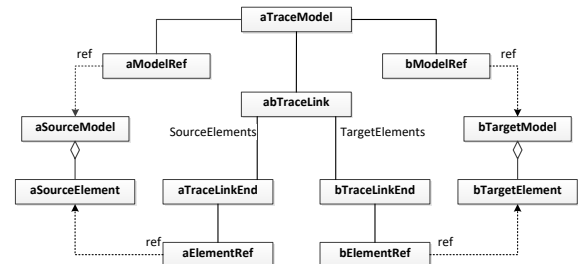 aTraceModel
ref
aModelRef
bModelRef
ref
abTraceLink
aSourceModel
SourceElements
TargetElements
bTargetModel
aSourceElement
aTraceLinkEnd
bTraceLinkEnd
bTargetElement
ref
aElementRef
bElementRef
ref